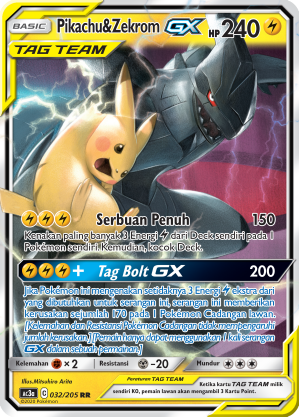 BASIC Pikachu&Zekrom GX HP 240
TAG TEAM
Serbuan Penuh 150
Kenakan paling banyak 3 Energi dari Deck sendiri pada 1
Pokémon sendiri. Kemudian, kocok Deck.
+ Tag Bolt GX 200
Jika Pokémon ini mengenakan setidaknya 3 Energi Ekstra dari
yang dibutuhkan untuk serangan ini, serangan ini memberikan
kerusakan sejumlah 170 pada 1 Pokémon Cadangan lawan.
[Kelemahan dan Resistansi Pokémon Cadangan tidak mempengaruhi
jumlah kerusakan.] [Pemain hanya dapat menggunakan 1 kali serangan
GX dalam sebuah permainan.]
Kelemahan ×2 Resistansi -20 Mundur
Illus. Mitsuhiro Arita
Peraturan TAG TEAM
Ketika kartu TAG TEAM milik
sendiri KO, pemain lawan akan mengambil 3 lembar Kartu Prize.
AC3a G 032/205 RR